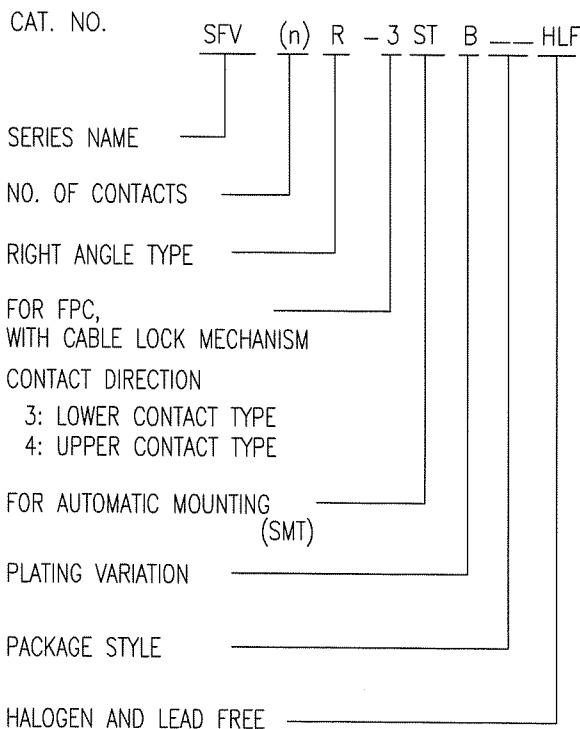 CAT. NO.
SFV (n) R - 3 ST B __ HLF
SERIES NAME
NO. OF CONTACTS
RIGHT ANGLE TYPE
FOR FPC,
WITH CABLE LOCK MECHANISM
CONTACT DIRECTION
3: LOWER CONTACT TYPE
4: UPPER CONTACT TYPE
FOR AUTOMATIC MOUNTING
(SMT)
PLATING VARIATION
PACKAGE STYLE
HALOGEN AND LEAD FREE